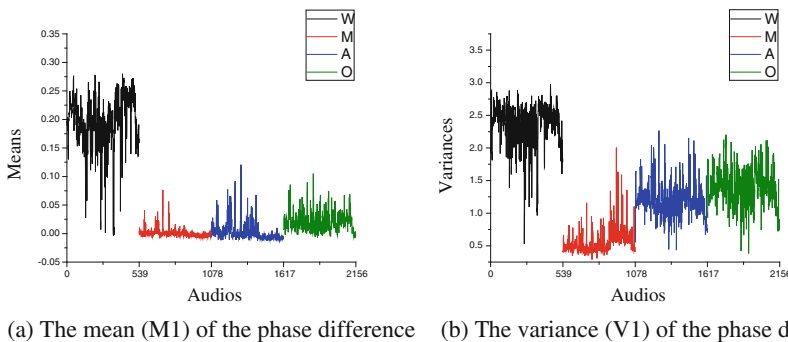 W
M
A
O
0.35
0.30
0.25
0.20
0.15
0.10
0.05
0.00
-0.05
Means
0
539
1078
1617
2156
Audios
(a) The mean (M1) of the phase difference
W
M
A
O
3.5
3.0
2.5
2.0
1.5
1.0
0.5
Variances
0
539
1078
1617
2156
Audios
(b) The variance (V1) of the phase d